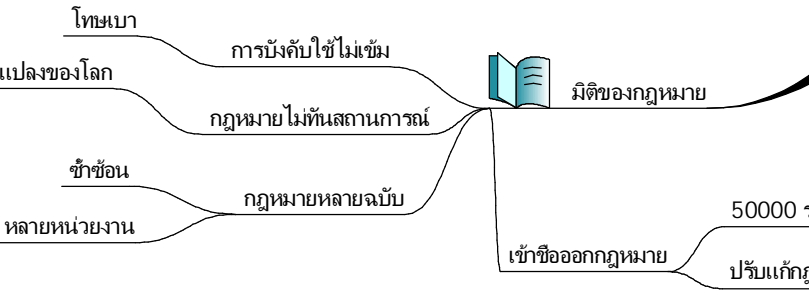 โทษเบา
การบังคับใช้ไม่เข้ม
แปลงของโลก
มิติของกฎหมาย
กฎหมายไม่ทันสถานการณ์
ซ้ำซ้อน
กฎหมายหลายฉบับ
หลายหน่วยงาน
50000
เข้าชือออกกฎหมาย
ปรับแก้กฎ